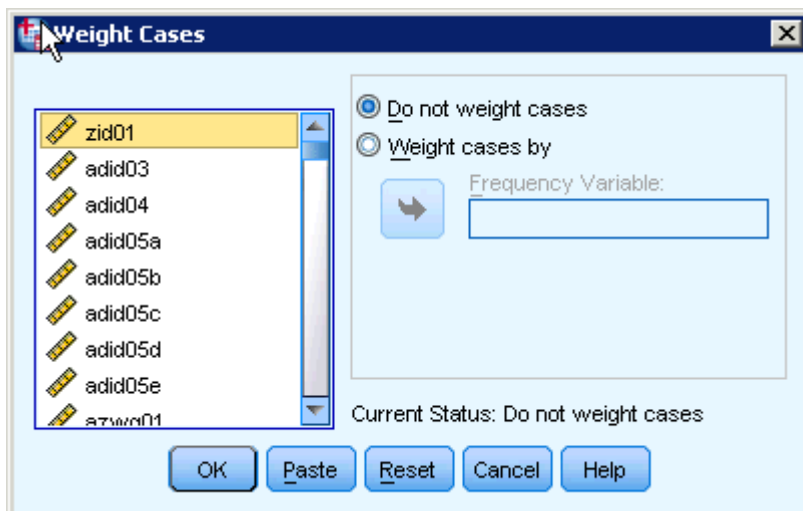 Weight Cases
zid01
adid03
adid04
adid05a
adid05b
adid05c
adid05d
adid05e
azwg01
Do not weight cases
Weight cases by
Frequency Variable:
Current Status: Do not weight cases
OK
Paste
Reset
Cancel
Help